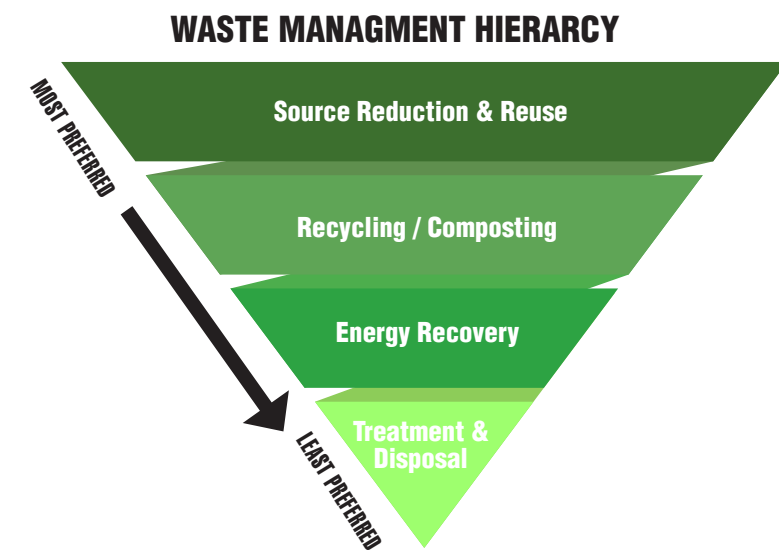 WASTE MANAGMENT HIERARCY
MOST PREFERRED
Source Reduction & Reuse
Recycling / Composting
Energy Recovery
Treatment &
Disposal
LEAST PREFERRED